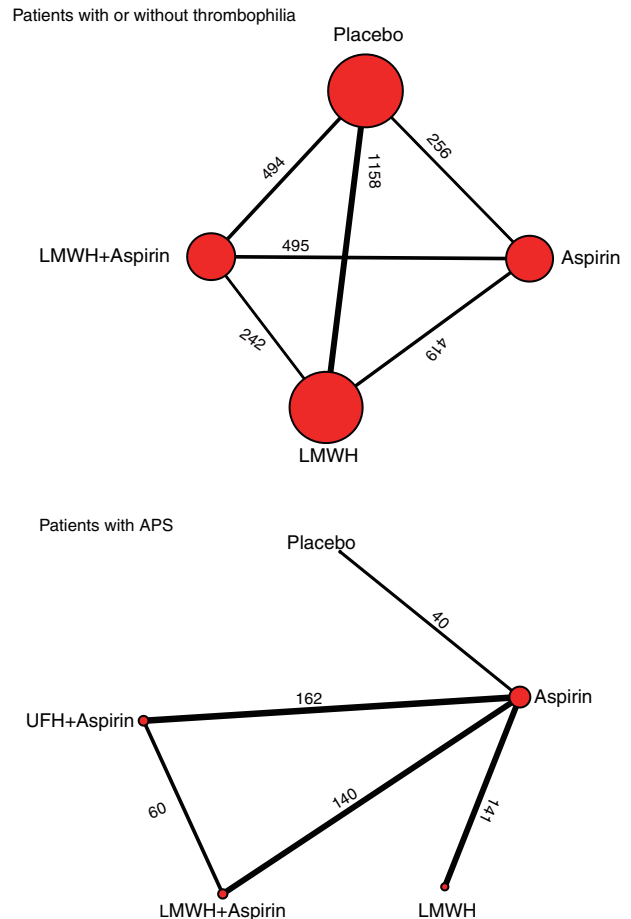 Patients with or without thrombophilia
Placebo
494
1158
256
LMWH+Aspirin
495
Aspirin
242
419
LMWH
Patients with APS
Placebo
40
162
Aspirin
UFH+Aspirin
60
140
141
LMWH+Aspirin
LMWH